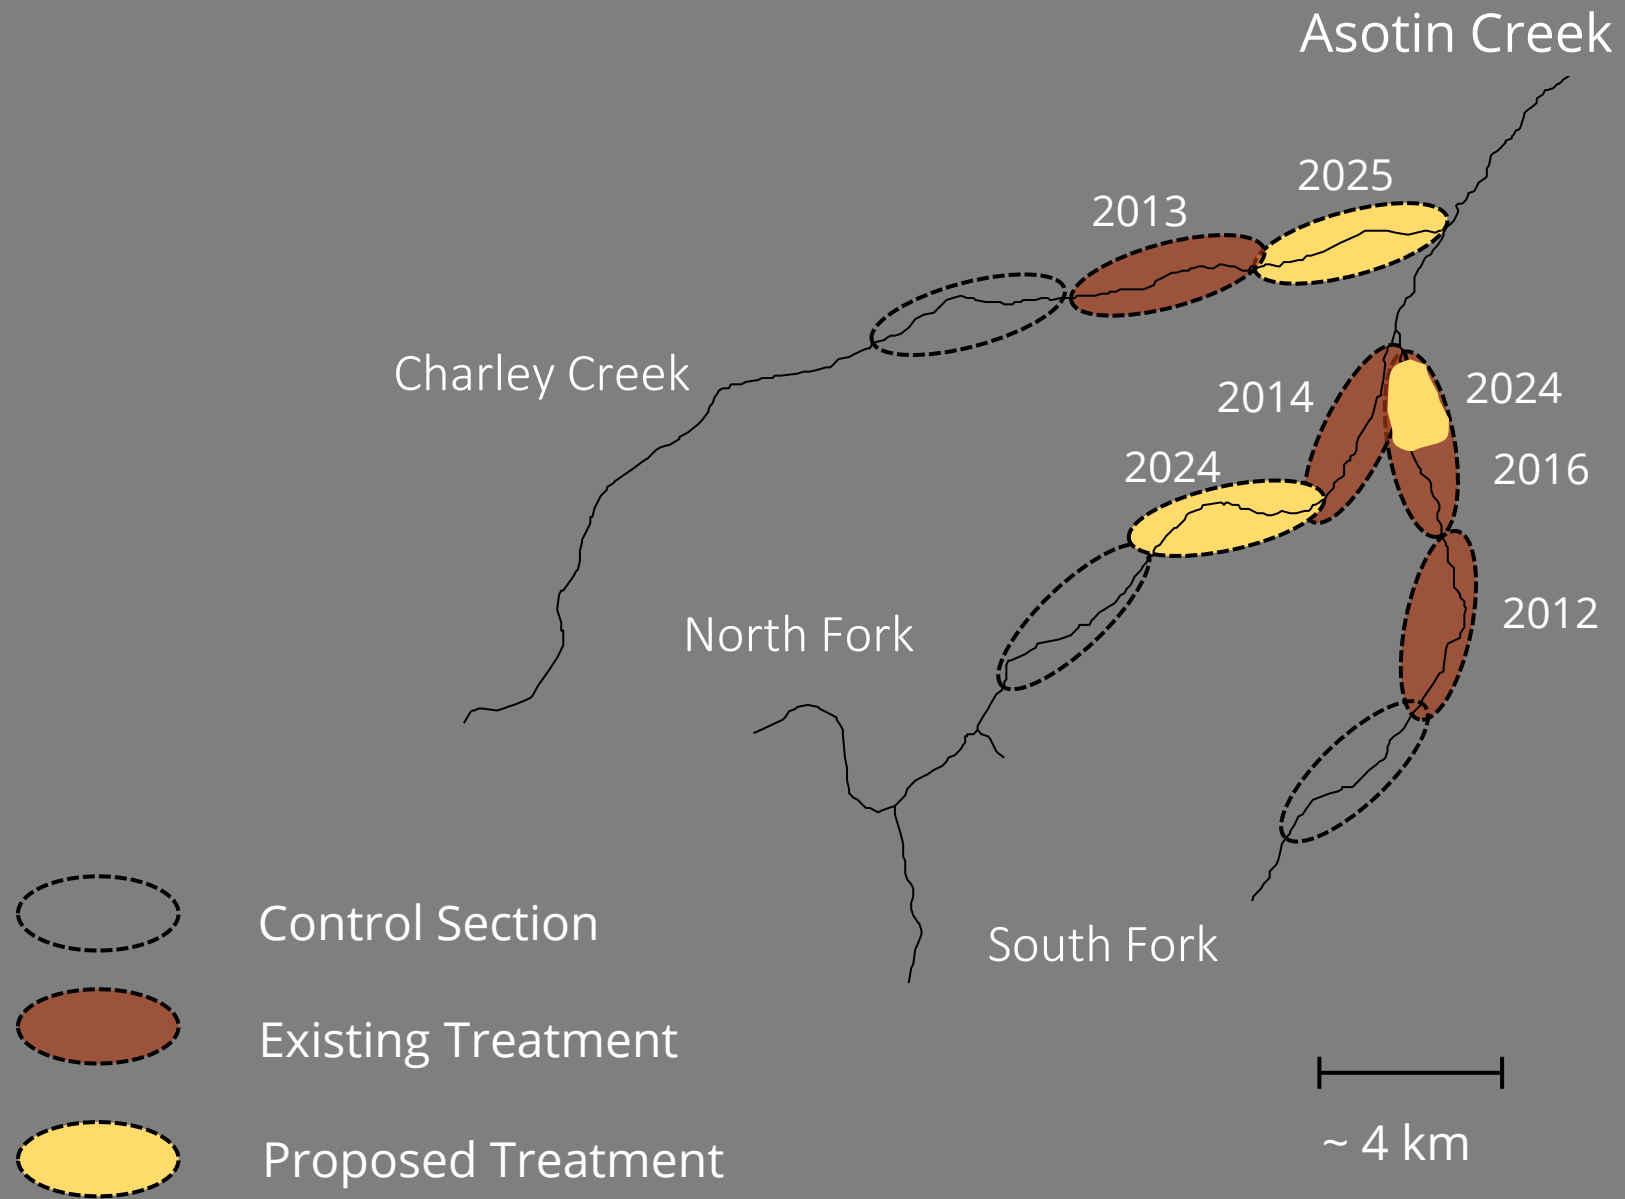 Asotin Creek
2025
2013
Charley Creek
2014
2024
2024
2016
North Fork
2012
South Fork
Control Section
Existing Treatment
Proposed Treatment
~ 4 km